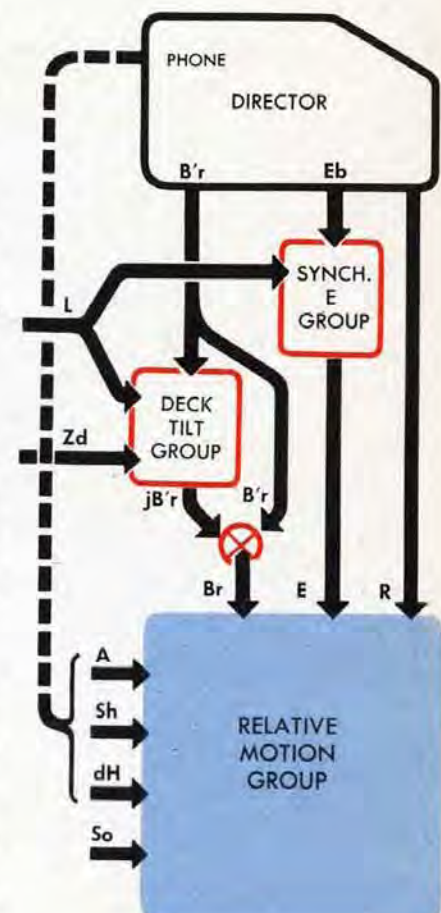 PHONE
DIRECTOR
B'r
Eb
SYNCH.
E
GROUP
L
DECK
TILT
GROUP
Zd
jB'r
B'r
Br
E
R
A
Sh
dH
So
RELATIVE
MOTION
GROUP